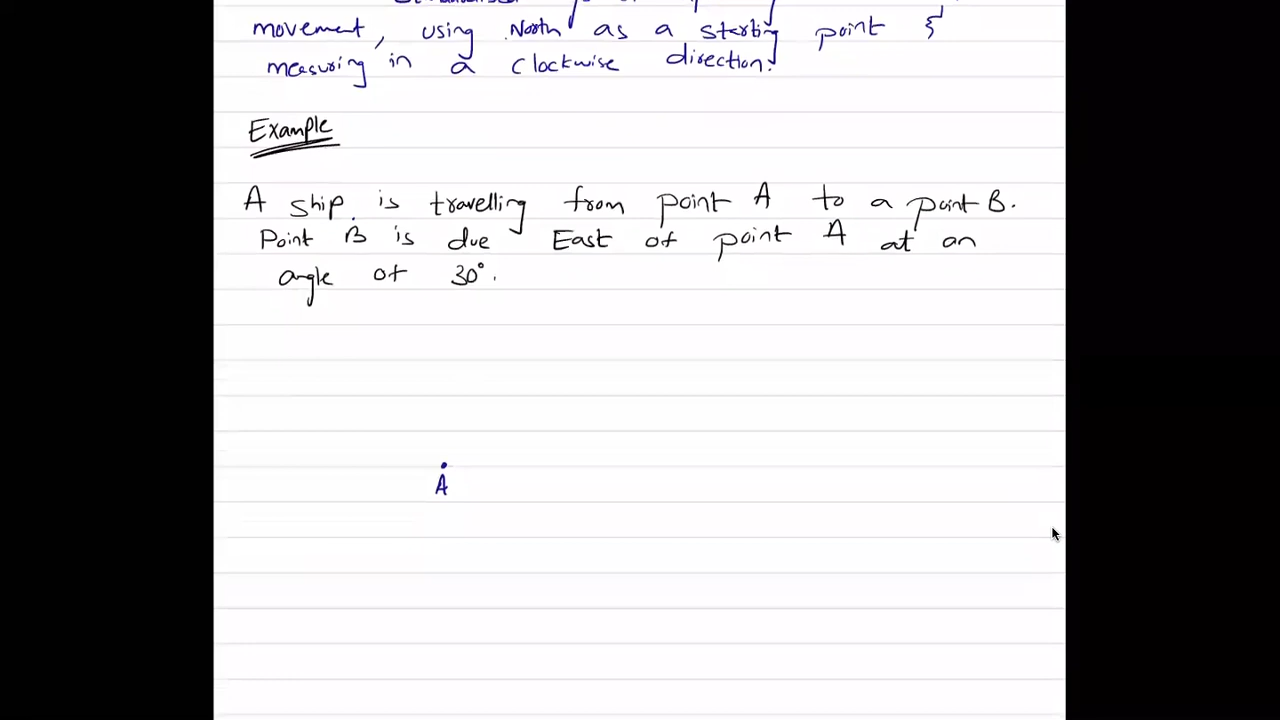 movement, using North as a starting point &
measuring in a clockwise direction.
Example
A ship is travelling from point A to a point B.
Point B is due East of point A at an
angle of 30°.
A